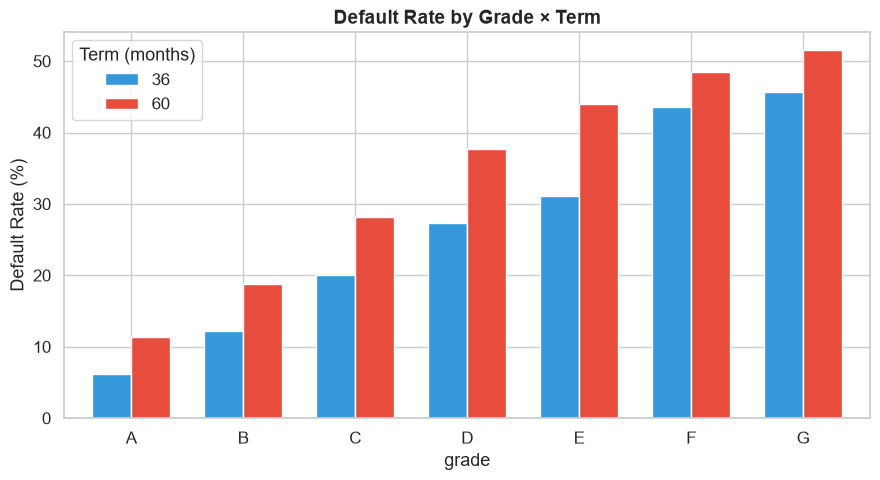 Default Rate by Grade × Term
Term (months)
36
60
Default Rate (%)
50
40
30
20
10
0
A B C D E F G
grade